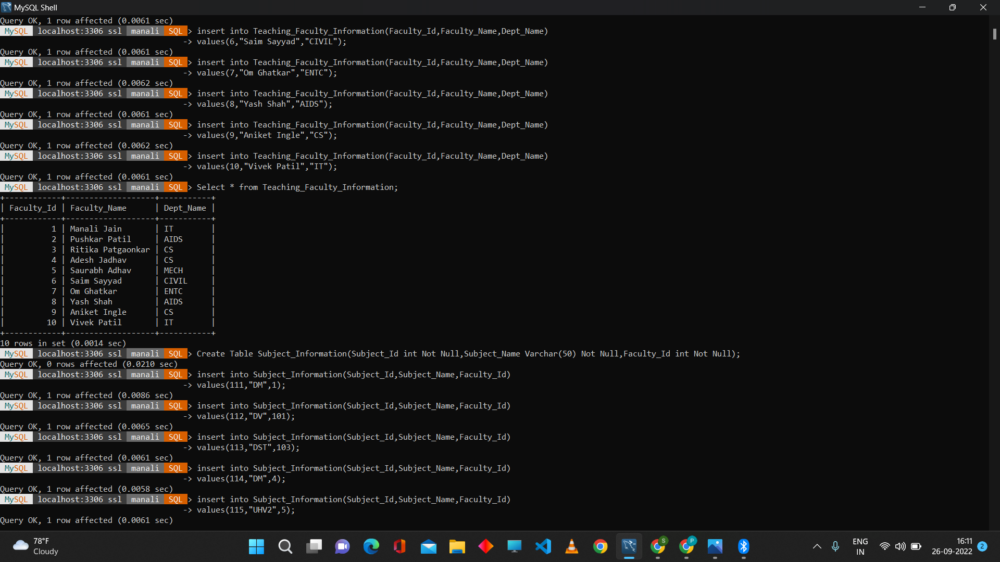 MySQL Shell
Query OK, 1 row affected (0.0061 sec)
MySQL localhost:3306 ssl manali SQL > insert into Teaching_Faculty_Information(Faculty_Id,Faculty_Name,Dept_Name)
-> values(6,"Saim Sayyad","CIVIL");
Query OK, 1 row affected (0.0061 sec)
MySQL localhost:3306 ssl manali SQL > insert into Teaching_Faculty_Information(Faculty_Id,Faculty_Name,Dept_Name)
-> values(7,"Om Ghatkar","ENTC");
Query OK, 1 row affected (0.0062 sec)
MySQL localhost:3306 ssl manali SQL > insert into Teaching_Faculty_Information(Faculty_Id,Faculty_Name,Dept_Name)
-> values(8,"Yash Shah","AIDS");
Query OK, 1 row affected (0.0061 sec)
MySQL localhost:3306 ssl manali SQL > insert into Teaching_Faculty_Information(Faculty_Id,Faculty_Name,Dept_Name)
-> values(9,"Aniket Ingle","CS");
Query OK, 1 row affected (0.0062 sec)
MySQL localhost:3306 ssl manali SQL > insert into Teaching_Faculty_Information(Faculty_Id,Faculty_Name,Dept_Name)
-> values(10,"Vivek Patil","IT");
Query OK, 1 row affected (0.0061 sec)
MySQL localhost:3306 ssl manali SQL > Select * from Teaching_Faculty_Information;
+------------+-------------------+-----------+
| Faculty_Id | Faculty_Name      | Dept_Name |
+------------+-------------------+-----------+
|          1 | Manali Jain       | IT        |
|          2 | Pushkar Patil     | AIDS      |
|          3 | Ritika Patgaonkar | CS        |
|          4 | Adesh Jadhav      | CS        |
|          5 | Saurabh Adhav     | MECH      |
|          6 | Saim Sayyad       | CIVIL     |
|          7 | Om Ghatkar        | ENTC      |
|          8 | Yash Shah         | AIDS      |
|          9 | Aniket Ingle      | CS        |
|         10 | Vivek Patil       | IT        |
+------------+-------------------+-----------+
10 rows in set (0.0014 sec)
MySQL localhost:3306 ssl manali SQL > Create Table Subject_Information(Subject_Id int Not Null,Subject_Name Varchar(50) Not Null,Faculty_Id int Not Null);
Query OK, 0 rows affected (0.0210 sec)
MySQL localhost:3306 ssl manali SQL > insert into Subject_Information(Subject_Id,Subject_Name,Faculty_Id)
-> values(111,"DM",1);
Query OK, 1 row affected (0.0086 sec)
MySQL localhost:3306 ssl manali SQL > insert into Subject_Information(Subject_Id,Subject_Name,Faculty_Id)
-> values(112,"DV",101);
Query OK, 1 row affected (0.0065 sec)
MySQL localhost:3306 ssl manali SQL > insert into Subject_Information(Subject_Id,Subject_Name,Faculty_Id)
-> values(113,"DST",103);
Query OK, 1 row affected (0.0061 sec)
MySQL localhost:3306 ssl manali SQL > insert into Subject_Information(Subject_Id,Subject_Name,Faculty_Id)
-> values(114,"DM",4);
Query OK, 1 row affected (0.0058 sec)
MySQL localhost:3306 ssl manali SQL > insert into Subject_Information(Subject_Id,Subject_Name,Faculty_Id)
-> values(115,"UHV2",5);
Query OK, 1 row affected (0.0061 sec)
78°F
Cloudy
S
P
ENG
IN
16:11
26-09-2022
2